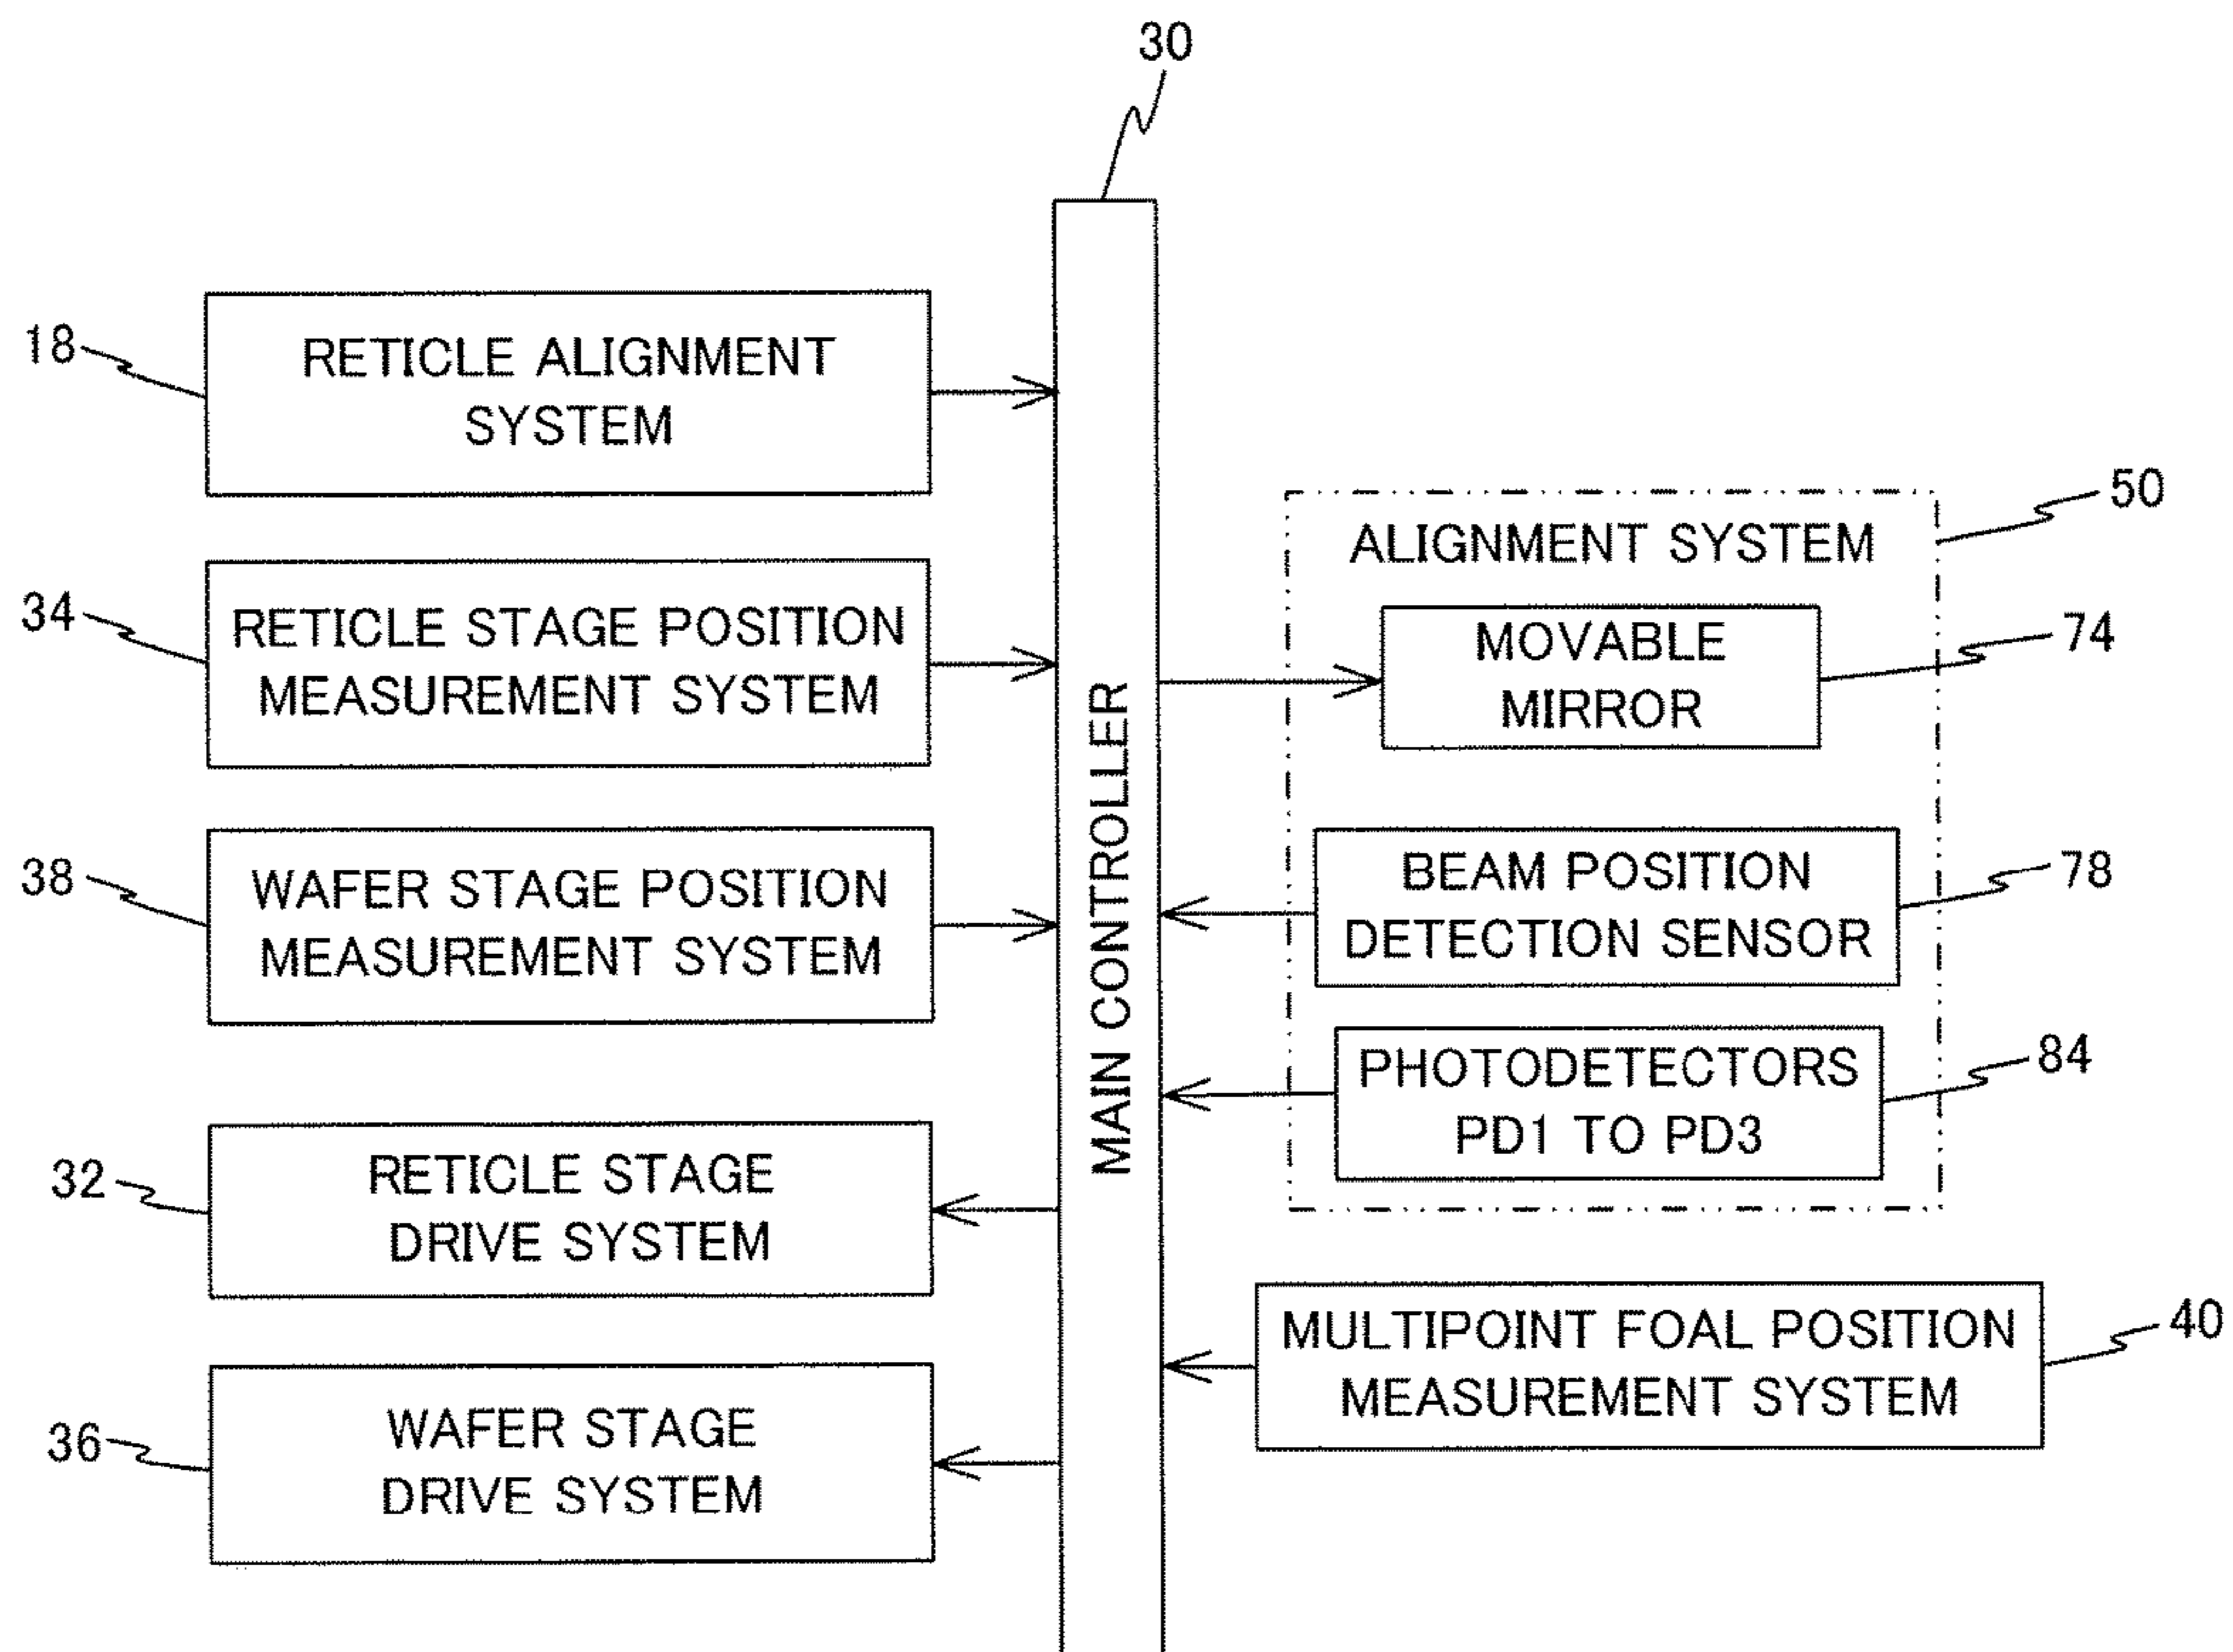 30
18
RETICLE ALIGNMENT
SYSTEM
34
RETICLE STAGE POSITION
MEASUREMENT SYSTEM
38
WAFER STAGE POSITION
MEASUREMENT SYSTEM
32
RETICLE STAGE
DRIVE SYSTEM
36
WAFER STAGE
DRIVE SYSTEM
MAIN CONTROLLER
50
ALIGNMENT SYSTEM
MOVABLE
MIRROR
74
BEAM POSITION
DETECTION SENSOR
78
PHOTODETECTORS
PD1 TO PD3
84
MULTIPOINT FOAL POSITION
MEASUREMENT SYSTEM
40